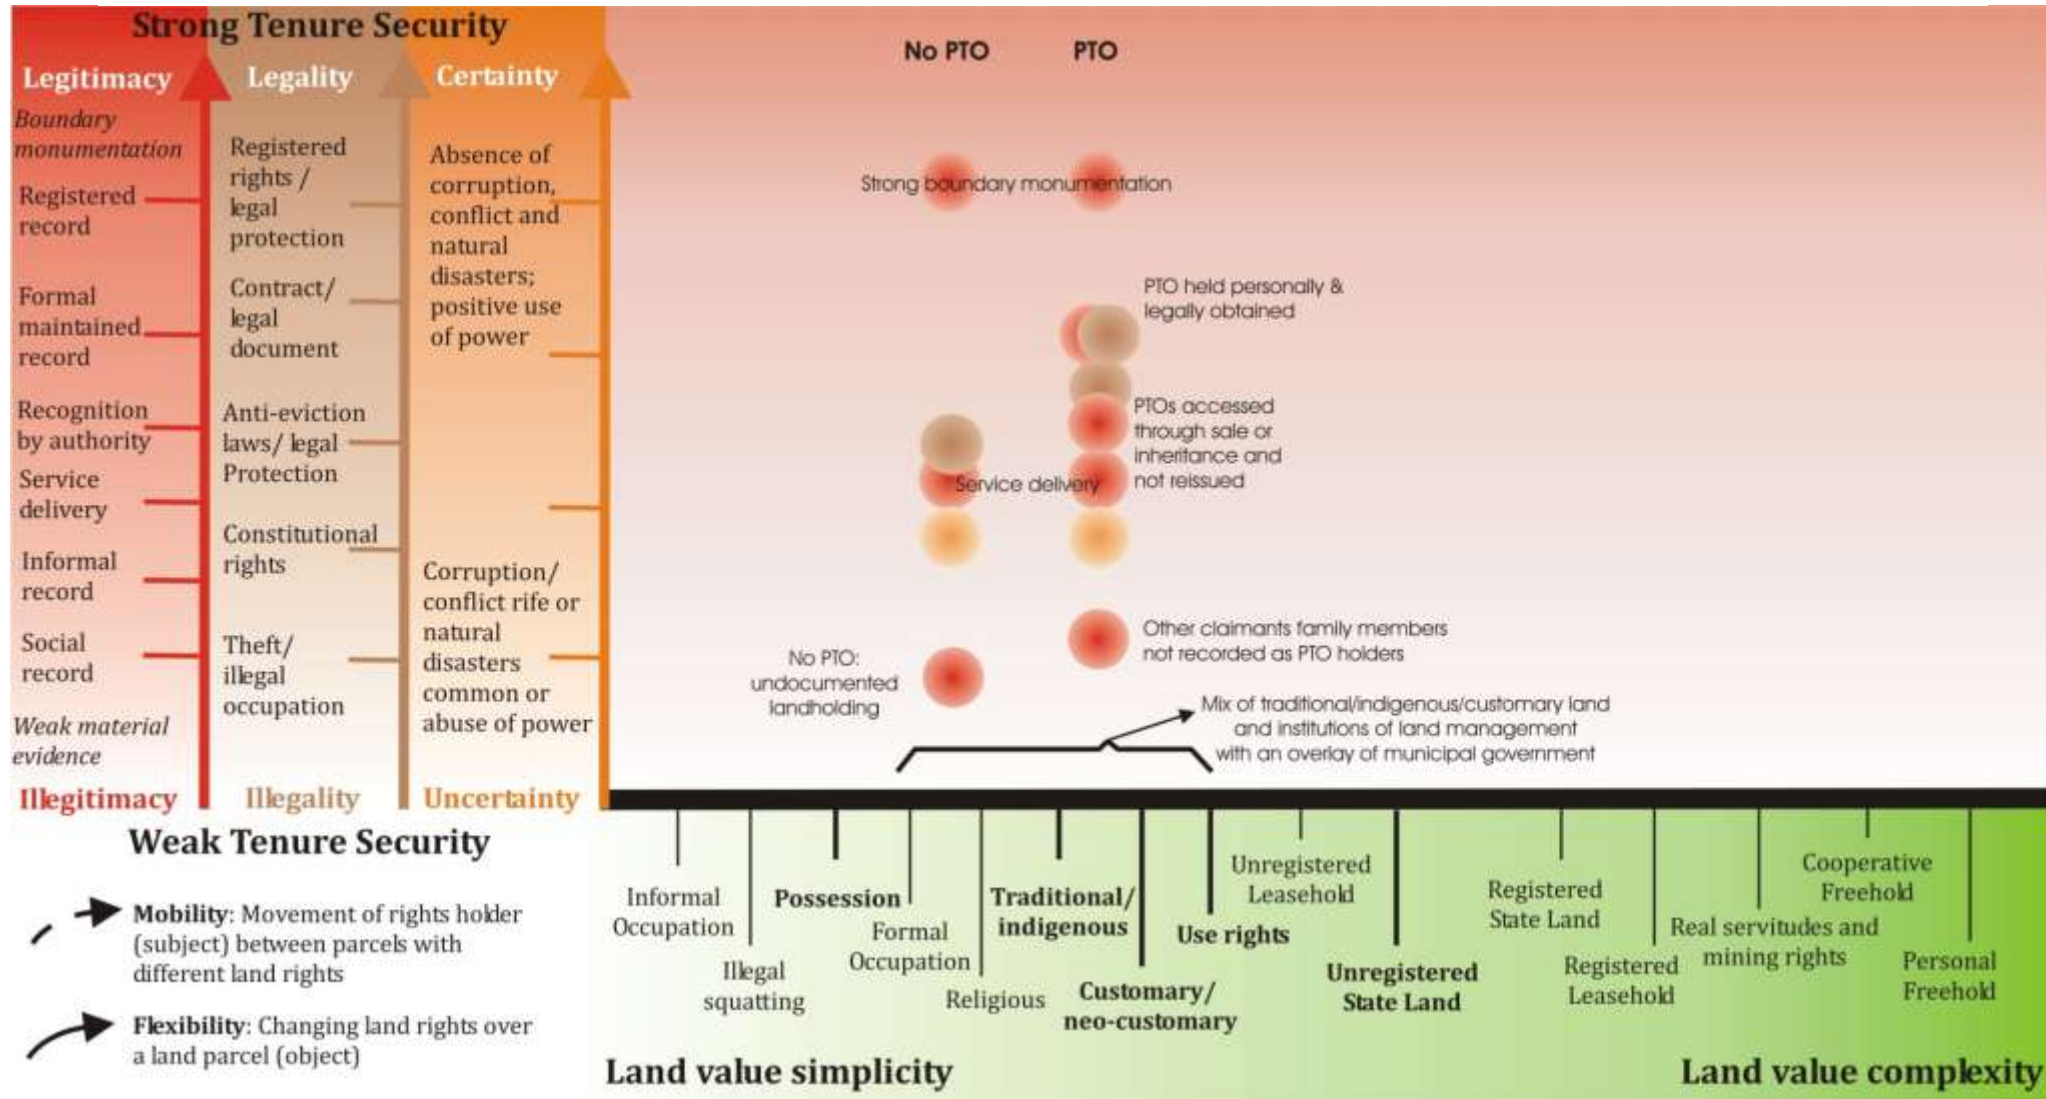 Strong Tenure Security
Legitimacy
Legality
Certainty
Boundary
monumentation
Registered
record
Formal
maintained
record
Recognition
by authority
Service
delivery
Informal
record
Social
record
Weak material
evidence
Illegitimacy
Registered
rights /
legal
protection
Contract/
legal
document
Anti-eviction
laws/ legal
Protection
Constitutional
rights
Theft/
illegal
occupation
Illegality
Absence of
corruption,
conflict and
natural
disasters;
positive use
of power
Corruption/
conflict rife or
natural
disasters
common or
abuse of power
Uncertainty
Weak Tenure Security
Mobility: Movement of rights holder
(subject) between parcels with
different land rights
Flexibility: Changing land rights over
a land parcel (object)
No PTO
PTO
Strong boundary monumentation
PTO held personally &
legally obtained
PTOs accessed
through sale or
inheritance and
not reissued
Service delivery
Other claimants family members
not recorded as PTO holders
No PTO:
undocumented
landholding
Mix of traditional/indigenous/customary land
and institutions of land management
with an overlay of municipal government
Informal
Occupation
Illegal
squatting
Possession
Formal
Occupation
Religious
Traditional/
indigenous
Customary/
neo-customary
Use rights
Unregistered
Leasehold
Unregistered
State Land
Registered
State Land
Registered
Leasehold
Real servitudes and
mining rights
Cooperative
Freehold
Personal
Freehold
Land value simplicity
Land value complexity